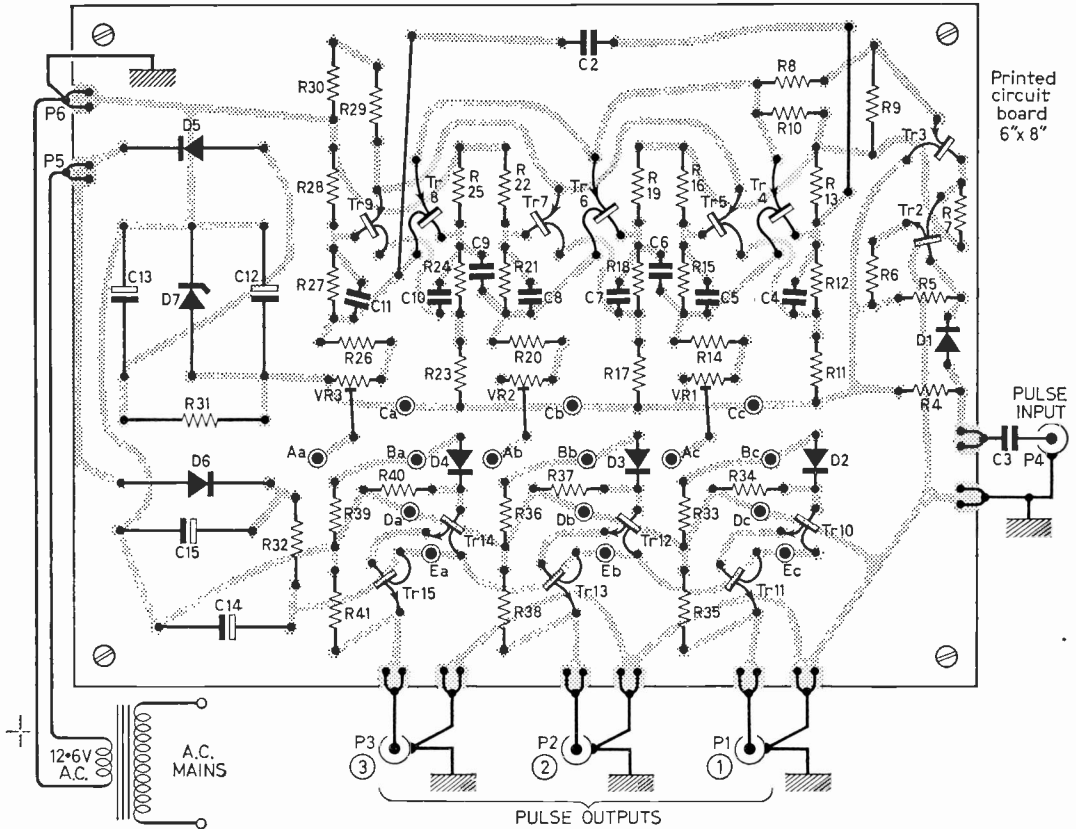 C2
R8
R30
R29
R10
R9
Printed
circuit
board
6"x 8"
P6
D5
Tr3
P5
R28
Tr9
Tr
8
R
25
R
22
Tr7
Tr
6
R
19
R
16
Tr5
Tr
4
R
13
Tr2
R
7
C13
D7
C12
R27
C11
C10
R24
C9
R21
C8
C7
R18
C6
R15
C5
C4
R12
R6
R5
D1
R26
R20
R14
R31
VR3
R23
VR2
R17
VR1
R11
R4
Ca
Cb
Cc
PULSE
INPUT
C3
P4
Aa
Ba
D4
Ab
Bb
D3
Ac
Bc
D2
D6
R40
R37
R34
C15
R32
R39
Da
R36
Db
R33
Dc
Tr14
Tr12
Tr10
Ea
Eb
Ec
Tr15
Tr13
Tr11
C14
R41
R38
R35
12•6V
A.C.
A.C.
MAINS
P3
3
P2
2
P1
1
PULSE OUTPUTS